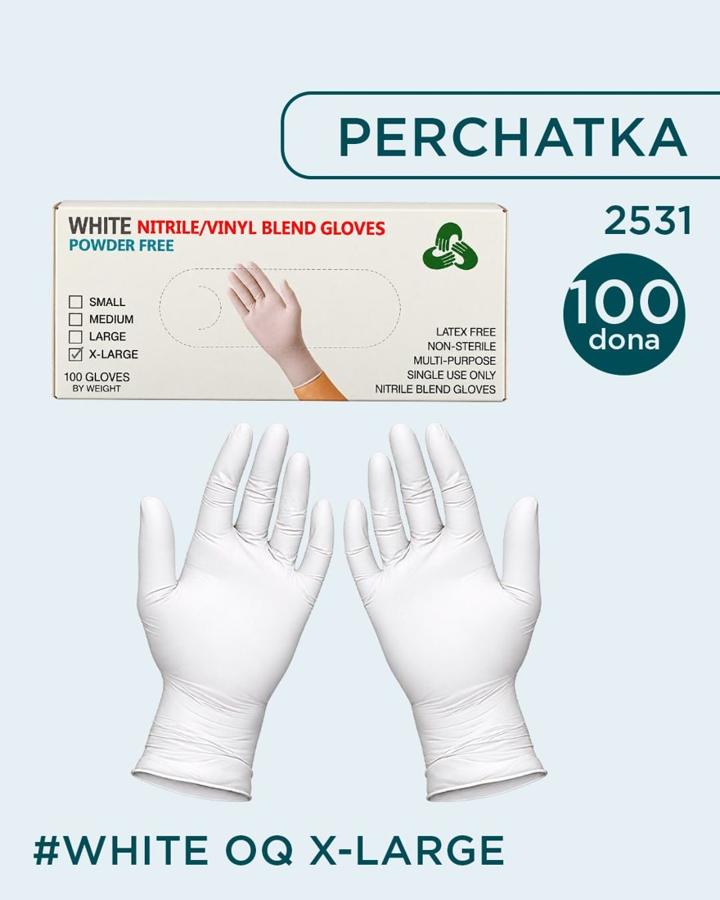 PERCHATKA
2531
100
dona
WHITE NITRILE/VINYL BLEND GLOVES
POWDER FREE
SMALL
MEDIUM
LARGE
X-LARGE
100 GLOVES
BY WEIGHT
LATEX FREE
NON-STERILE
MULTI-PURPOSE
SINGLE USE ONLY
NITRILE BLEND GLOVES
#WHITE OQ X-LARGE